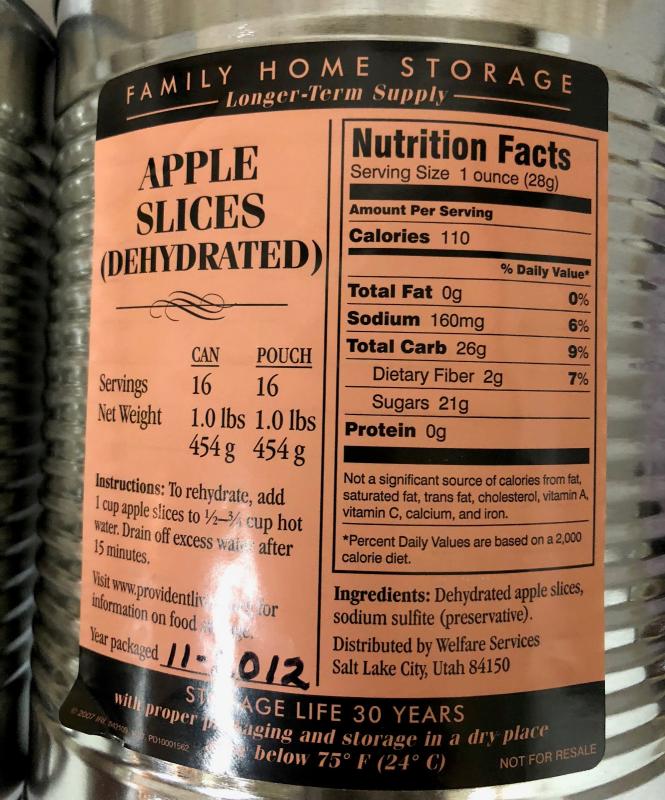 FAMILY HOME STORAGE
Longer-Term Supply
APPLE
SLICES
(DEHYDRATED)
CAN POUCH
Servings 16 16
Net Weight 1.0 lbs 1.0 lbs
454 g 454 g
Instructions: To rehydrate, add
1 cup apple slices to ½–¾ cup hot
water. Drain off excess water after
15 minutes.
Visit for
information on food
Year packaged 11- 012
Nutrition Facts
Serving Size 1 ounce (28g)
Amount Per Serving
Calories 110
% Daily Value*
Total Fat 0g 0%
Sodium 160mg 6%
Total Carb 26g 9%
Dietary Fiber 2g 7%
Sugars 21g
Protein 0g
Not a significant source of calories from fat,
saturated fat, trans fat, cholesterol, vitamin A,
vitamin C, calcium, and iron.
*Percent Daily Values are based on a 2,000
calorie diet.
Ingredients: Dehydrated apple slices,
sodium sulfite (preservative).
Distributed by Welfare Services
Salt Lake City, Utah 84150
STORAGE LIFE 30 YEARS
with proper packaging and storage in a dry place
below 75° F (24° C)
© 2007 PD10001562
NOT FOR RESALE